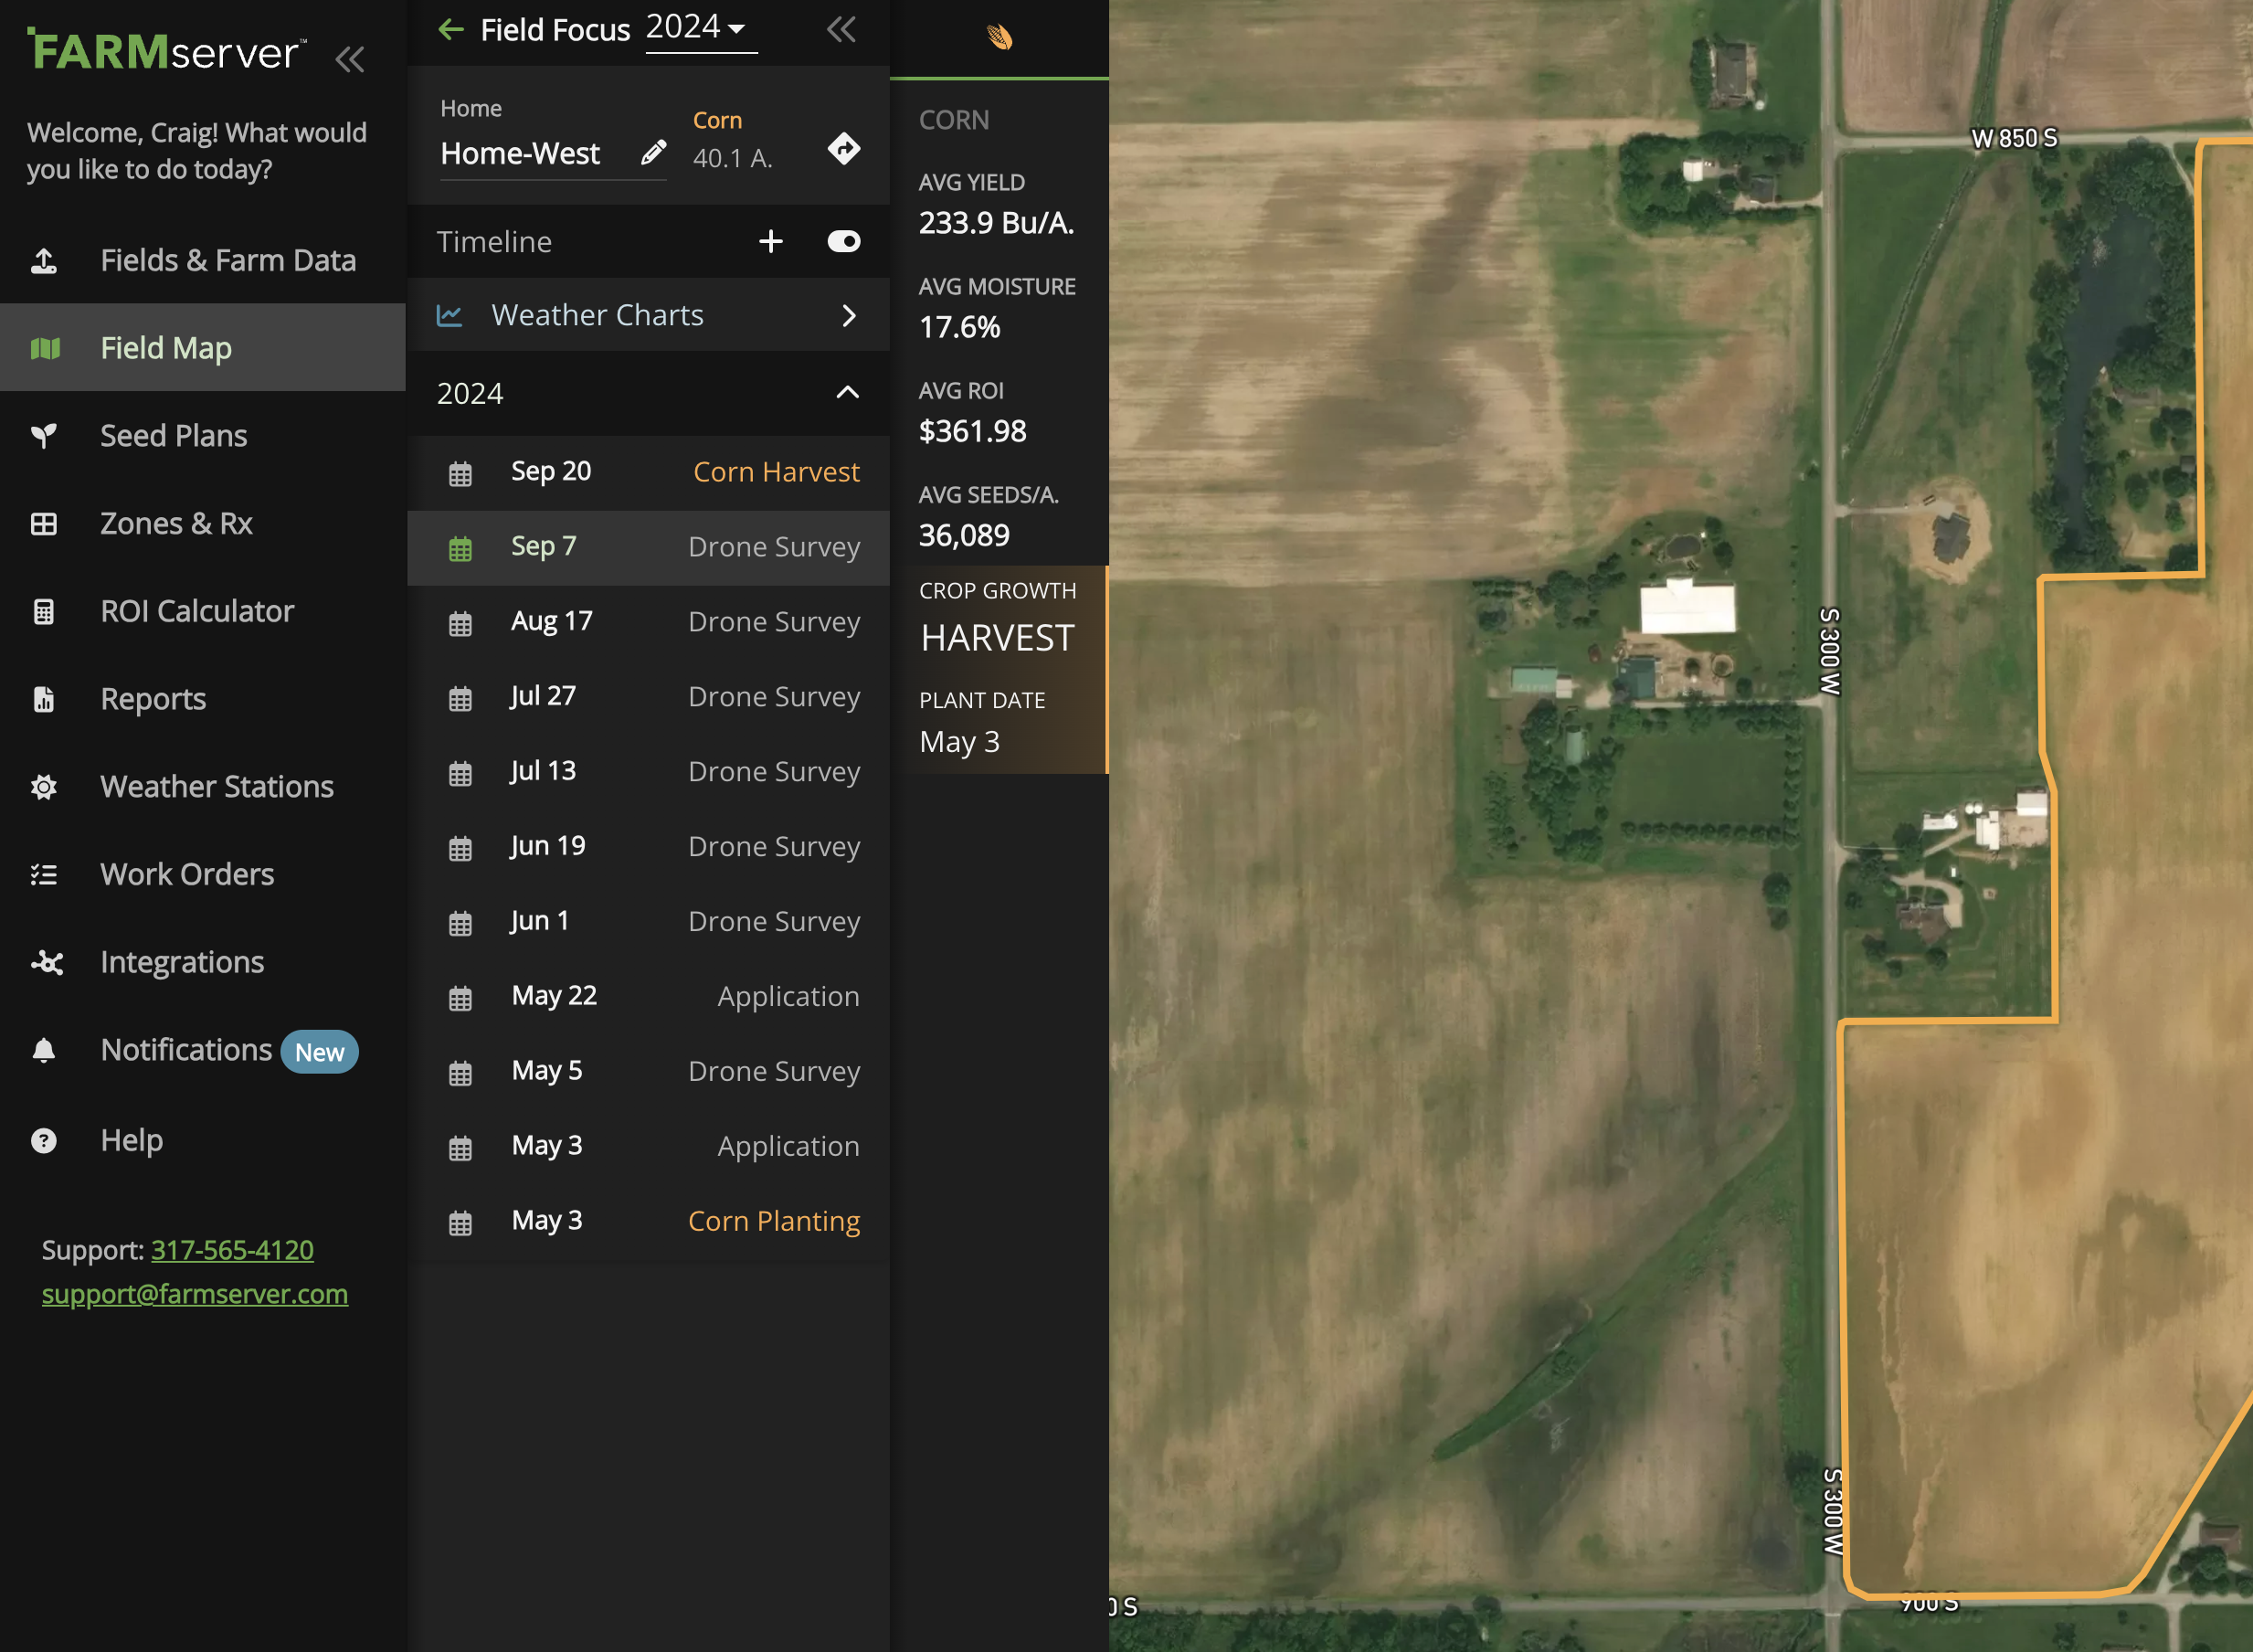 FARMserver™
Welcome, Craig! What would
you like to do today?
Fields & Farm Data
Field Map
Seed Plans
Zones & Rx
ROI Calculator
Reports
Weather Stations
Work Orders
Integrations
Notifications New
Help
Support: 317-565-4120
support@farmserver.com
Field Focus 2024
Home
Home-West
Corn
40.1 A.
Timeline
Weather Charts
2024
Sep 20 Corn Harvest
Sep 7 Drone Survey
Aug 17 Drone Survey
Jul 27 Drone Survey
Jul 13 Drone Survey
Jun 19 Drone Survey
Jun 1 Drone Survey
May 22 Application
May 5 Drone Survey
May 3 Application
May 3 Corn Planting
CORN
AVG YIELD
233.9 Bu/A.
AVG MOISTURE
17.6%
AVG ROI
$361.98
AVG SEEDS/A.
36,089
CROP GROWTH
HARVEST
PLANT DATE
May 3
W 850 S
S 300 W
S 300 W
0 S
900 S